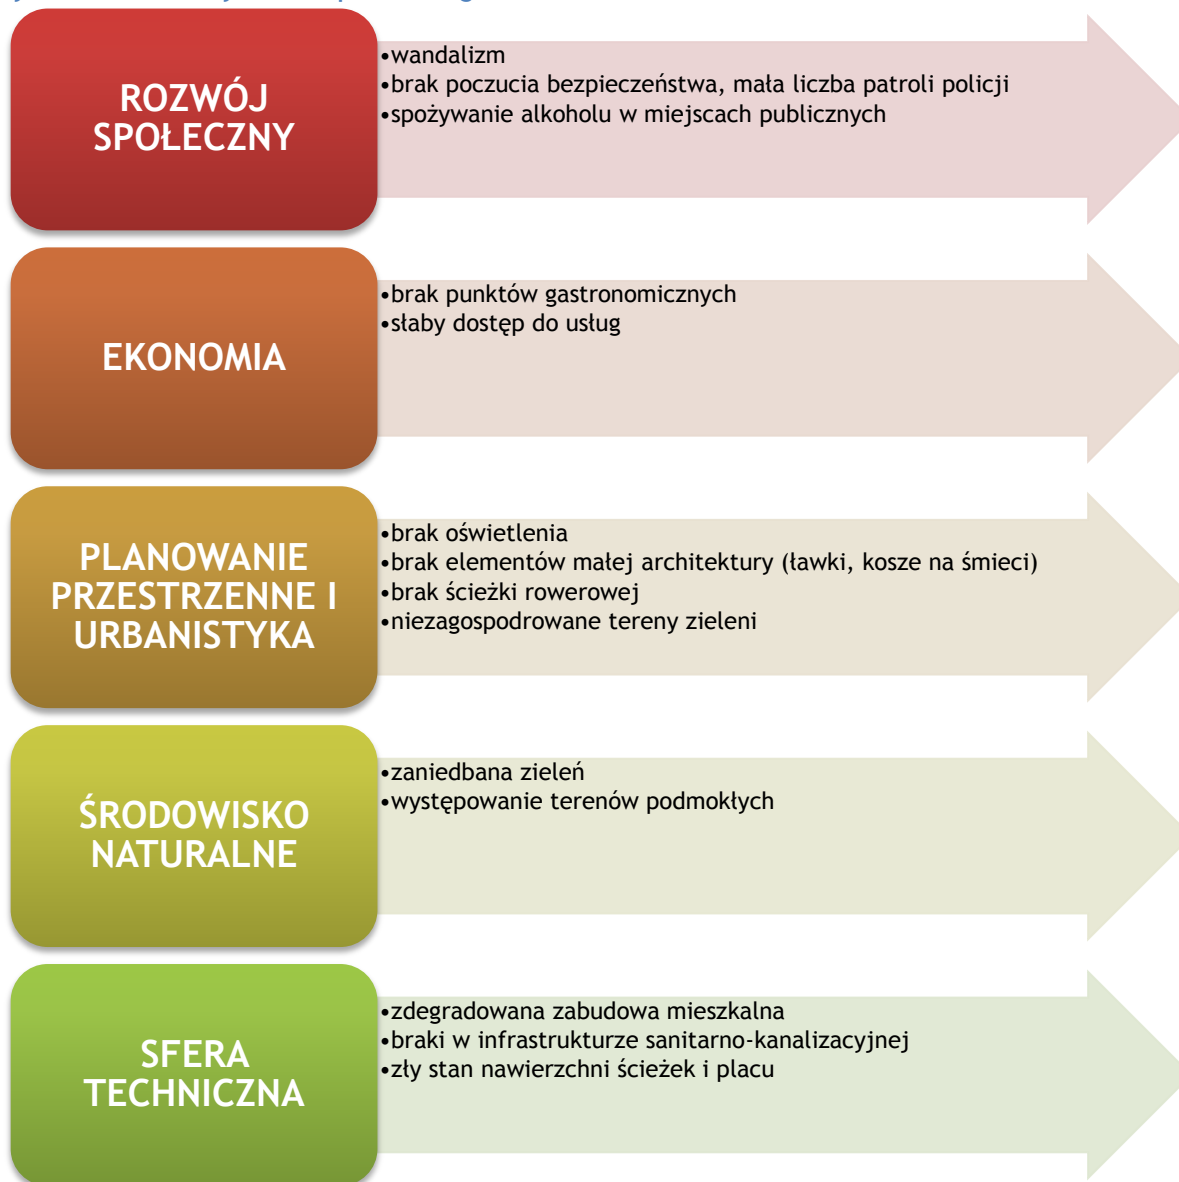 ROZWÓJ
SPOŁECZNY
•wandalizm
•brak poczucia bezpieczeństwa, mała liczba patroli policji
•spożywanie alkoholu w miejscach publicznych
EKONOMIA
•brak punktów gastronomicznych
•słaby dostęp do usług
PLANOWANIE
PRZESTRZENNE I
URBANISTYKA
•brak oświetlenia
•brak elementów małej architektury (ławki, kosze na śmieci)
•brak ścieżki rowerowej
•niezagospodrowane tereny zieleni
ŚRODOWISKO
NATURALNE
•zaniedbana zieleń
•występowanie terenów podmokłych
SFERA
TECHNICZNA
•zdegradowana zabudowa mieszkalna
•braki w infrastrukturze sanitarno-kanalizacyjnej
•zły stan nawierzchni ścieżek i placu